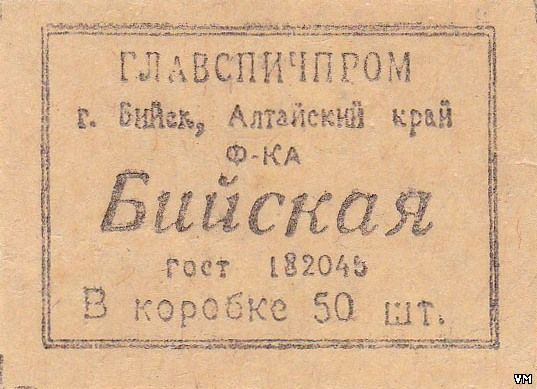 ГЛАВСПИЧПРОМ
г. Бийск, Алтайский край
Ф-КА
Бийская
гост 182045
В коробке 50 шт.
VM